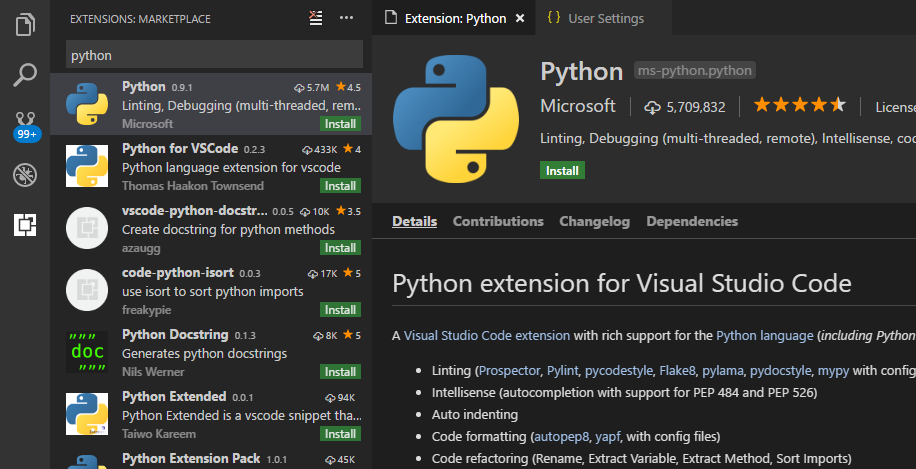 EXTENSIONS: MARKETPLACE
python
Python 0.9.1 5.7M 4.5
Linting, Debugging (multi-threaded, rem...
Microsoft Install
Python for VSCode 0.2.3 433K 4
Python language extension for vscode
Thomas Haakon Townsend Install
vscode-python-docstr... 0.0.5 10K 3.5
Create docstring for python methods
azaugg Install
code-python-isort 0.0.3 17K 5
use isort to sort python imports
freakypie Install
""" 
doc
"""
Python Docstring 0.1.3 8K 5
Generates python docstrings
Nils Werner Install
Python Extended 0.0.1 94K
Python Extended is a vscode snippet tha...
Taiwo Kareem Install
Python Extension Pack 1.0.1 45K
99+
Extension: Python
{ } User Settings
Python ms-python.python
Microsoft 5,709,832 Licens
Linting, Debugging (multi-threaded, remote), Intellisense, coc
Install
Details Contributions Changelog Dependencies
Python extension for Visual Studio Code
A Visual Studio Code extension with rich support for the Python language (including Python
• Linting (Prospector, Pylint, pycodestyle, Flake8, pylama, pydocstyle, mypy with config
• Intellisense (autocompletion with support for PEP 484 and PEP 526)
• Auto indenting
• Code formatting (autopep8, yapf, with config files)
• Code refactoring (Rename, Extract Variable, Extract Method, Sort Imports)